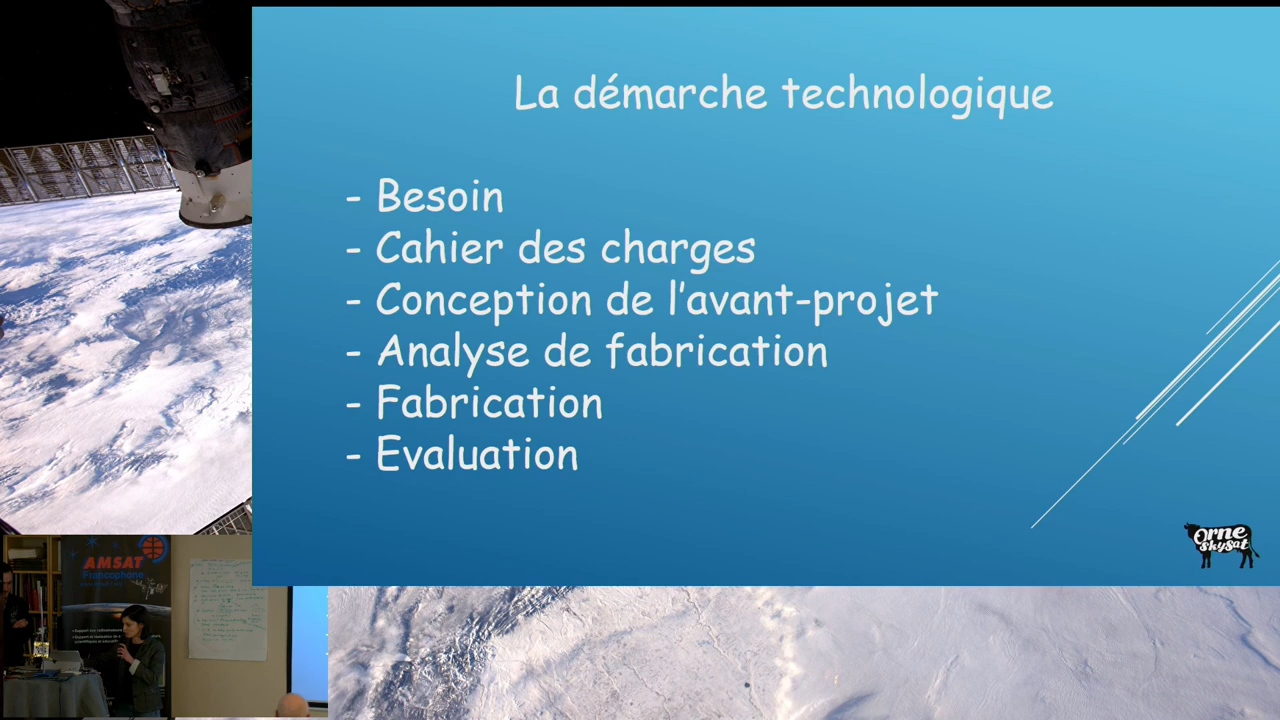 La démarche technologique
- Besoin
- Cahier des charges
- Conception de l'avant-projet
- Analyse de fabrication
- Fabrication
- Evaluation
Orne
SkySat
AMSAT
Francophone